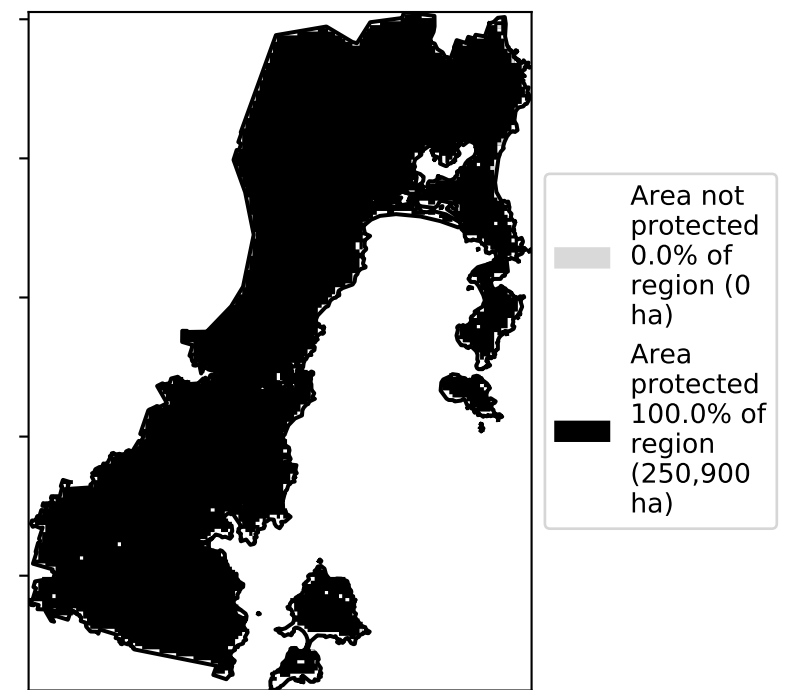 Area not
protected
0.0% of
region (0
ha)
Area
protected
100.0% of
region
(250,900
ha)